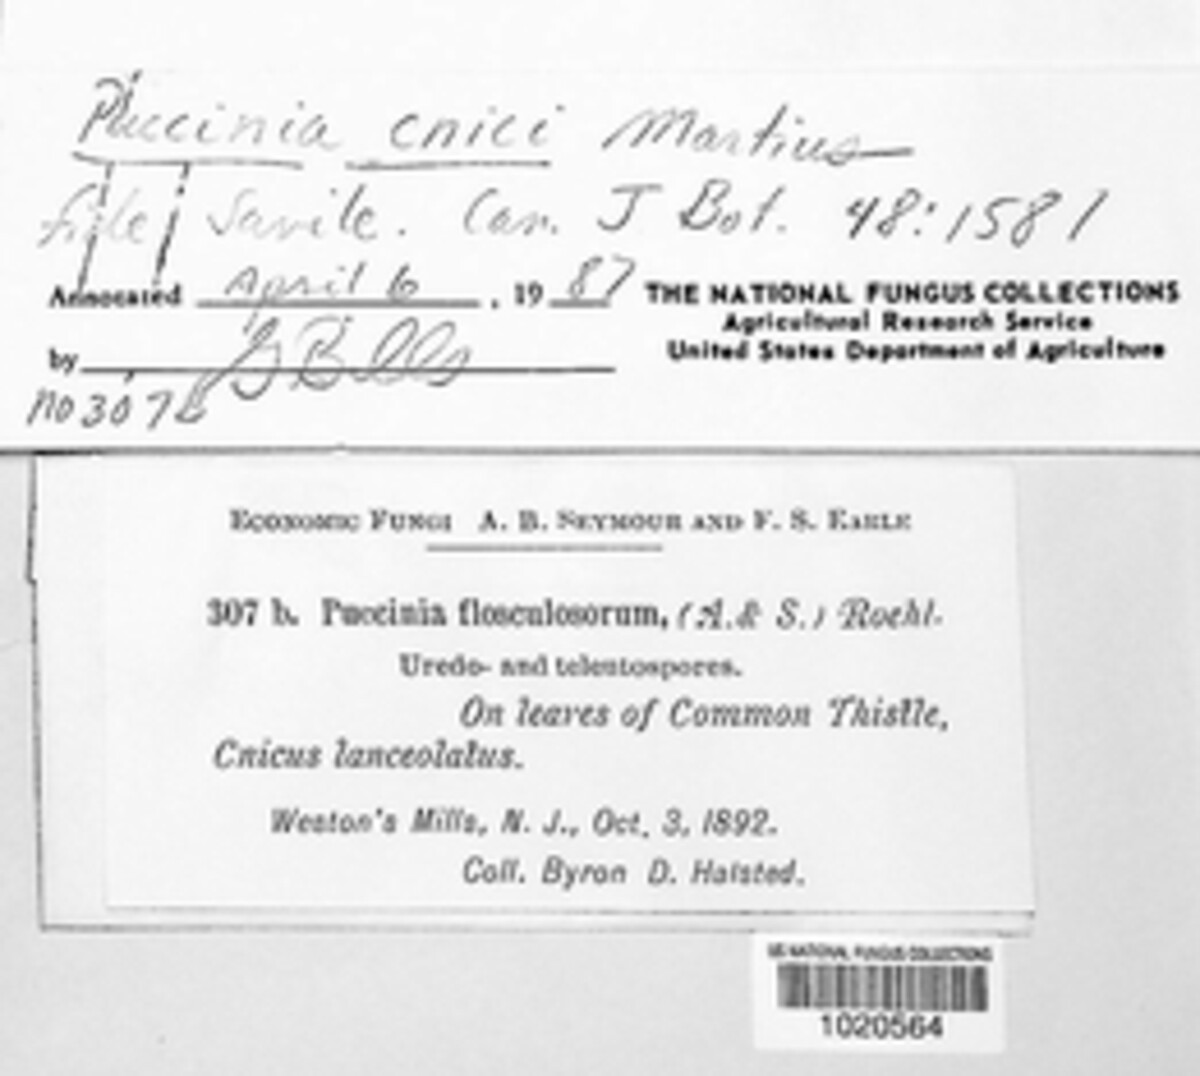 Puccinia cnici Martius
fide Savile. Can. J Bot. 48:1581
Annotated April 6, 1987
THE NATIONAL FUNGUS COLLECTIONS
Agricultural Research Service
United States Department of Agriculture
by G Bills
no 307b
ECONOMIC FUNGI A. B. SEYMOUR AND F. S. EARLE
307 b. Puccinia flosculosorum, (A. & S.) Roehl.
Uredo- and teleutospores.
On leaves of Common Thistle,
Cnicus lanceolatus.
Weston's Mills, N. J., Oct. 3, 1892.
Coll. Byron D. Halsted.
US NATIONAL FUNGUS COLLECTIONS
1020564